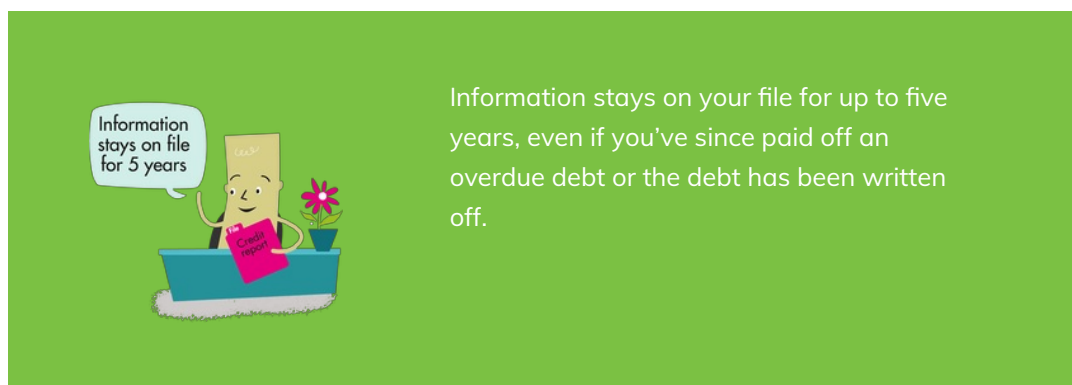 Information
stays on file
for 5 years
File
Credit
report
Information stays on your file for up to five
years, even if you’ve since paid off an
overdue debt or the debt has been written
off.